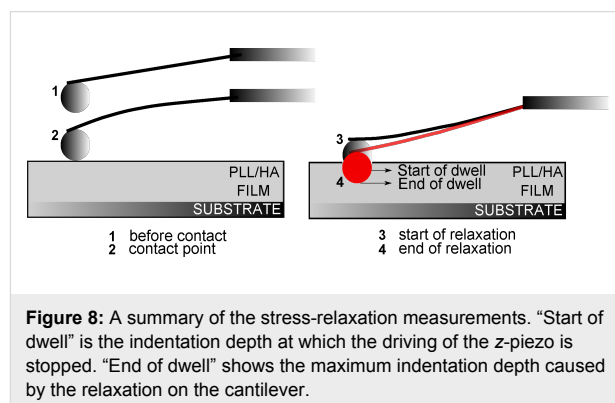 1
2
PLL/HA
FILM
SUBSTRATE
1 before contact
2 contact point
3
4
Start of dwell
End of dwell
PLL/HA
FILM
SUBSTRATE
3 start of relaxation
4 end of relaxation
Figure 8: A summary of the stress-relaxation measurements. “Start of
dwell” is the indentation depth at which the driving of the z-piezo is
stopped. “End of dwell” shows the maximum indentation depth caused
by the relaxation on the cantilever.